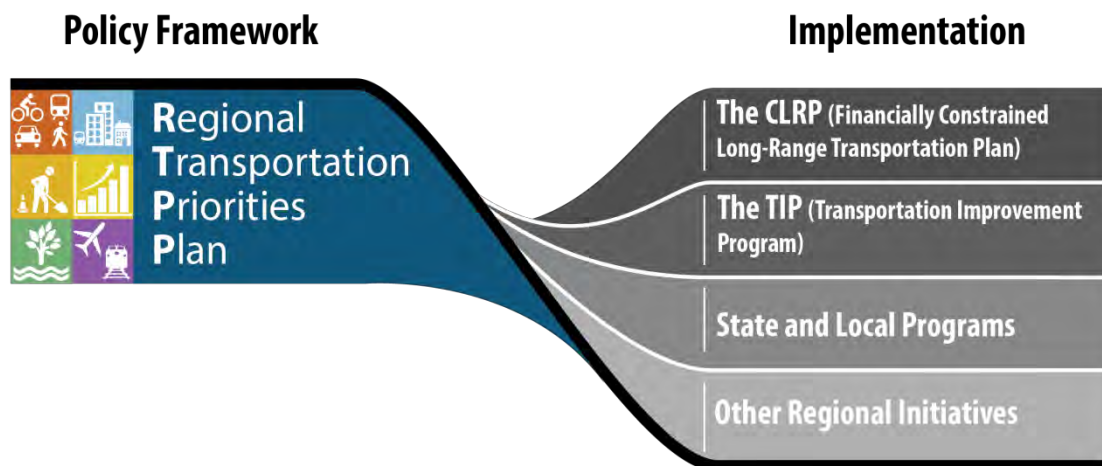 Policy Framework
Implementation
Regional
Transportation
Priorities
Plan
The CLRP (Financially Constrained
Long-Range Transportation Plan)
The TIP (Transportation Improvement
Program)
State and Local Programs
Other Regional Initiatives